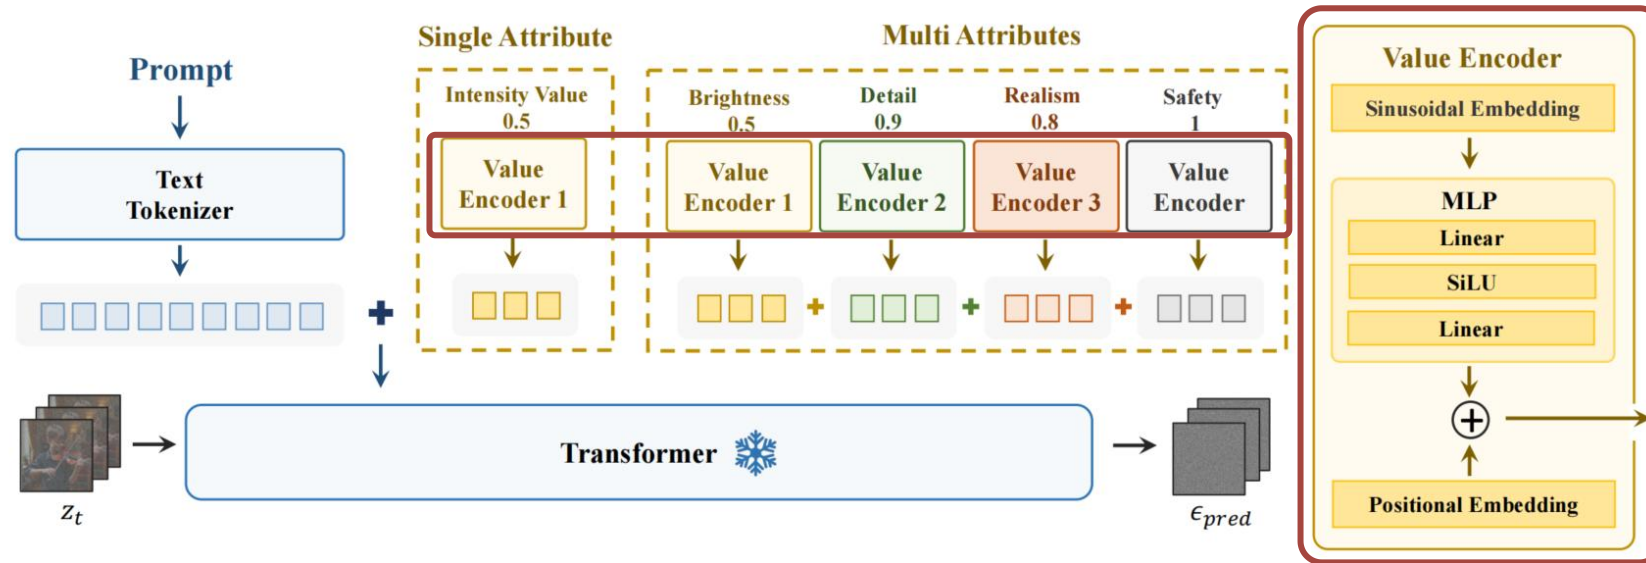 Prompt
Text
Tokenizer
Single Attribute
Intensity Value
0.5
Value
Encoder 1
Multi Attributes
Brightness
0.5
Value
Encoder 1
Detail
0.9
Value
Encoder 2
Realism
0.8
Value
Encoder 3
Safety
1
Value
Encoder
+
+
+
+
z_t
Transformer
ϵ_pred
Value Encoder
Sinusoidal Embedding
MLP
Linear
SiLU
Linear
+
Positional Embedding